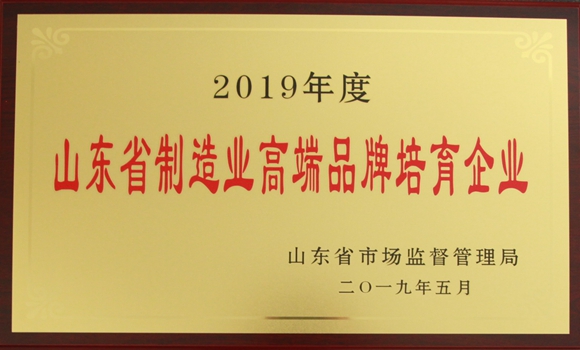 2019年度
山东省制造业高端品牌培育企业
山东省市场监督管理局
二〇一九年五月